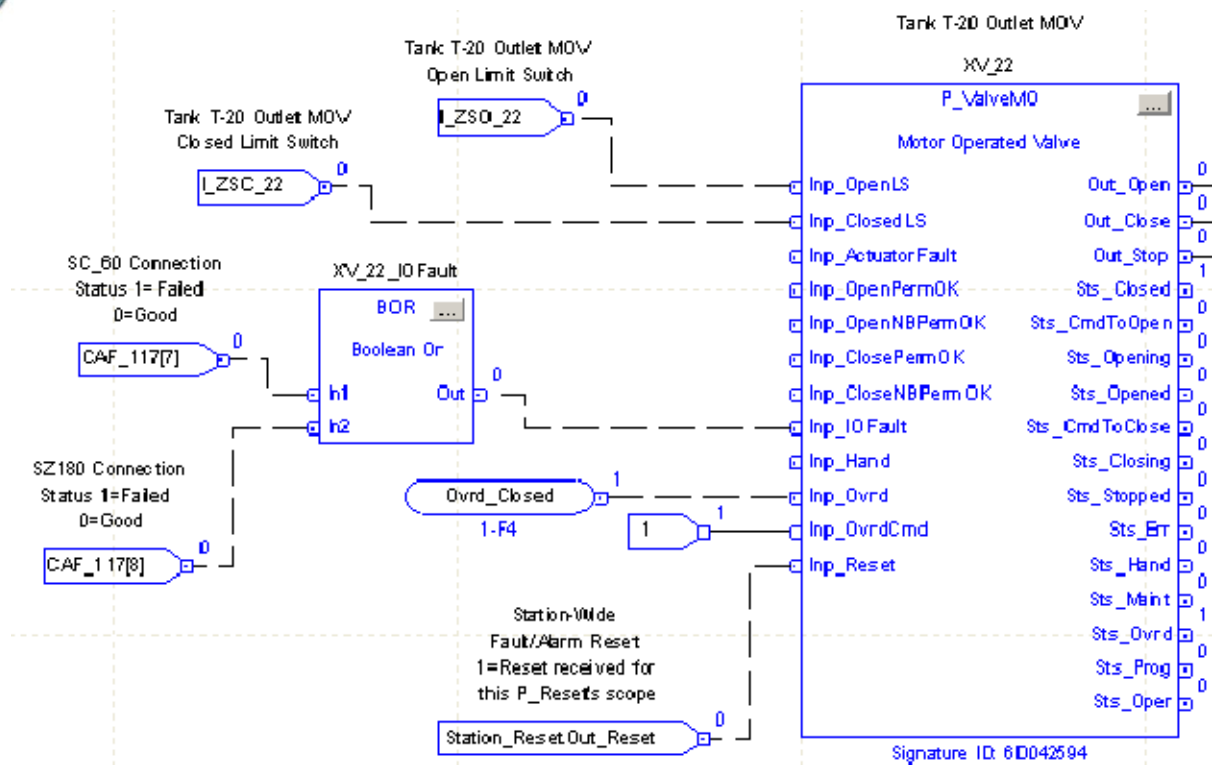 Tank T-20 Outlet MOV
XV_22
Tank T-20 Outlet MOV
Open Limit Switch
I_ZSO_22
0
Tank T-20 Outlet MOV
Closed Limit Switch
I_ZSC_22
0
SC_60 Connection
Status 1= Failed
0=Good
CAF_117[7]
0
SZ180 Connection
Status 1=Failed
0=Good
CAF_117[8]
0
XV_22_IOFault
BOR
...
Boolean Or
In1
Out
0
In2
Ovrd_Closed
1
1-F4
1
1
Station-Wide
Fault/Alarm Reset
1=Reset received for
this P_Reset's scope
Station_Reset.Out_Reset
0
P_ValveMO
...
Motor Operated Valve
Inp_OpenLS
Inp_ClosedLS
Inp_ActuatorFault
Inp_OpenPermOK
Inp_OpenNBPermOK
Inp_ClosePermOK
Inp_CloseNBPermOK
Inp_IOFault
Inp_Hand
Inp_Ovrd
Inp_OvrdCmd
Inp_Reset
0
Out_Open
0
Out_Close
0
Out_Stop
1
Sts_Closed
0
Sts_CmdToOpen
0
Sts_Opening
0
Sts_Opened
0
Sts_CmdToClose
0
Sts_Closing
0
Sts_Stopped
0
Sts_Err
0
Sts_Hand
0
Sts_Maint
1
Sts_Ovrd
0
Sts_Prog
0
Sts_Oper
Signature ID: 6D042594